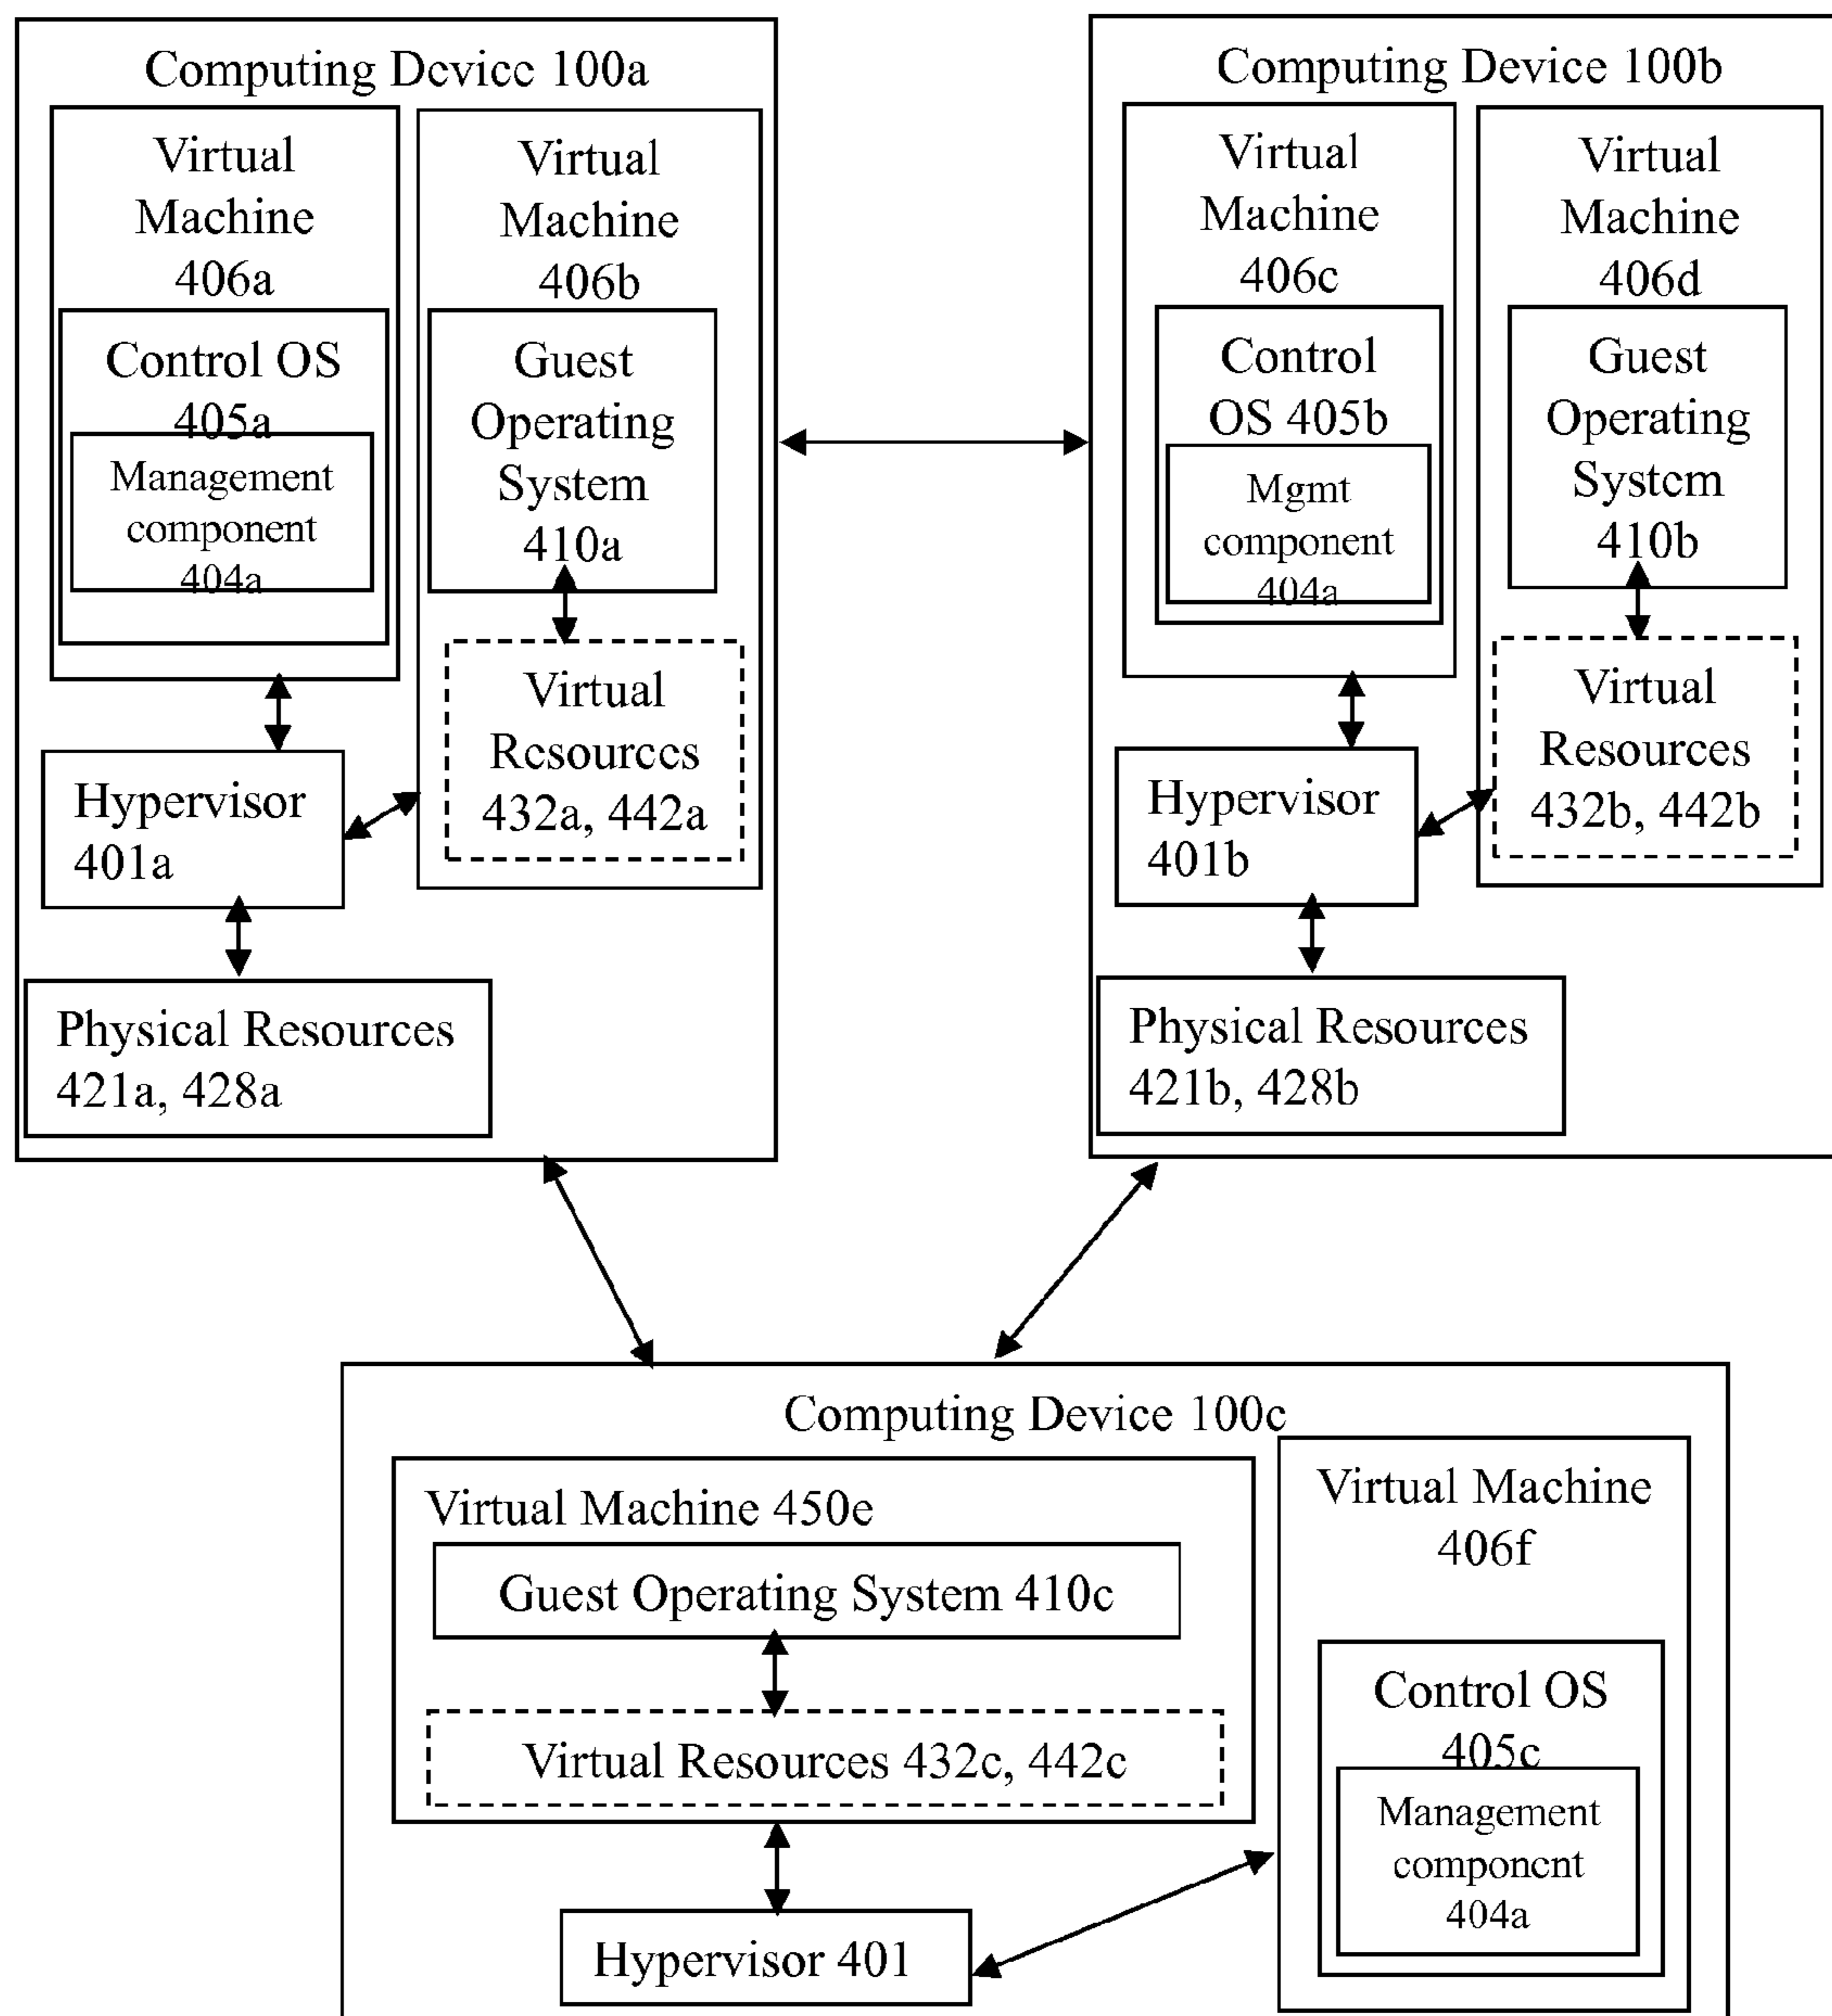 Computing Device 100a
Virtual
Machine
406a
Control OS
405a
Management
component
404a
Virtual
Machine
406b
Guest
Operating
System
410a
Virtual
Resources
432a, 442a
Hypervisor
401a
Physical Resources
421a, 428a
Computing Device 100b
Virtual
Machine
406c
Control
OS 405b
Mgmt
component
404a
Virtual
Machine
406d
Guest
Operating
System
410b
Virtual
Resources
432b, 442b
Hypervisor
401b
Physical Resources
421b, 428b
Computing Device 100c
Virtual Machine 450e
Guest Operating System 410c
Virtual Resources 432c, 442c
Hypervisor 401
Virtual Machine
406f
Control OS
405c
Management
component
404a